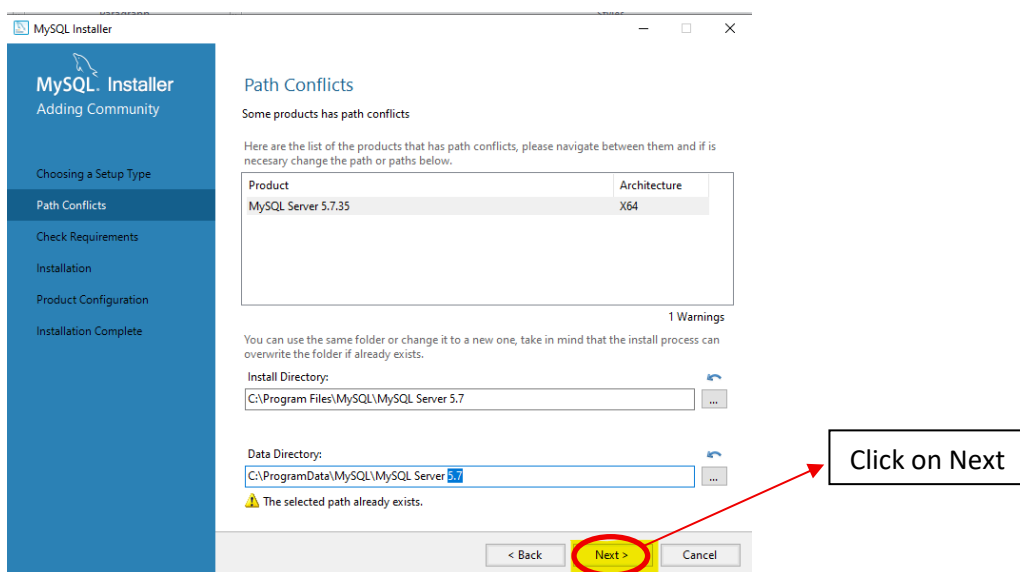 MySQL Installer
MySQL. Installer
Adding Community
Choosing a Setup Type
Path Conflicts
Check Requirements
Installation
Product Configuration
Installation Complete
Path Conflicts
Some products has path conflicts
Here are the list of the products that has path conflicts, please navigate between them and if is
necesary change the path or paths below.
Product Architecture
MySQL Server 5.7.35 X64
1 Warnings
You can use the same folder or change it to a new one, take in mind that the install process can
overwrite the folder if already exists.
Install Directory:
C:\Program Files\MySQL\MySQL Server 5.7
...
Data Directory:
C:\ProgramData\MySQL\MySQL Server 5.7
...
The selected path already exists.
< Back Next > Cancel
Click on Next